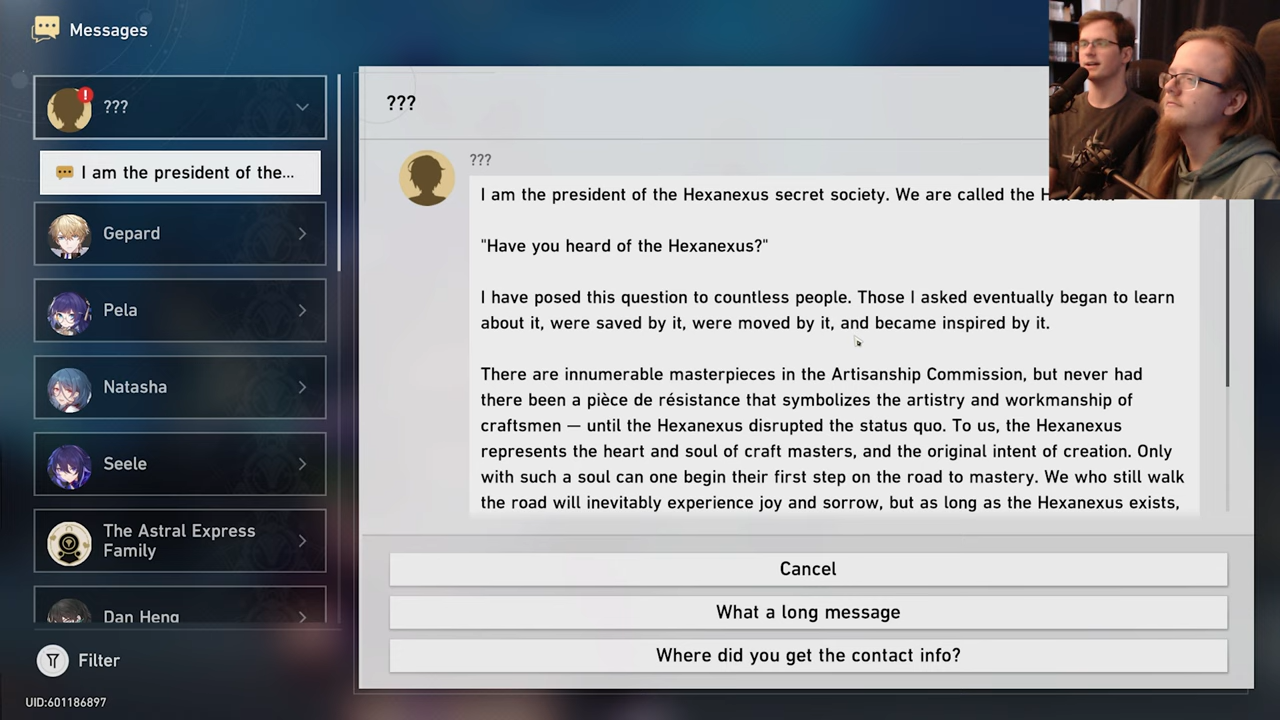 Messages
???
I am the president of the...
Gepard
Pela
Natasha
Seele
The Astral Express
Family
Dan Heng
Filter
UID:601186897
???
???
I am the president of the Hexanexus secret society. We are called the
"Have you heard of the Hexanexus?"
I have posed this question to countless people. Those I asked eventually began to learn
about it, were saved by it, were moved by it, and became inspired by it.
There are innumerable masterpieces in the Artisanship Commission, but never had
there been a pièce de résistance that symbolizes the artistry and workmanship of
craftsmen — until the Hexanexus disrupted the status quo. To us, the Hexanexus
represents the heart and soul of craft masters, and the original intent of creation. Only
with such a soul can one begin their first step on the road to mastery. We who still walk
the road will inevitably experience joy and sorrow, but as long as the Hexanexus exists,
Cancel
What a long message
Where did you get the contact info?